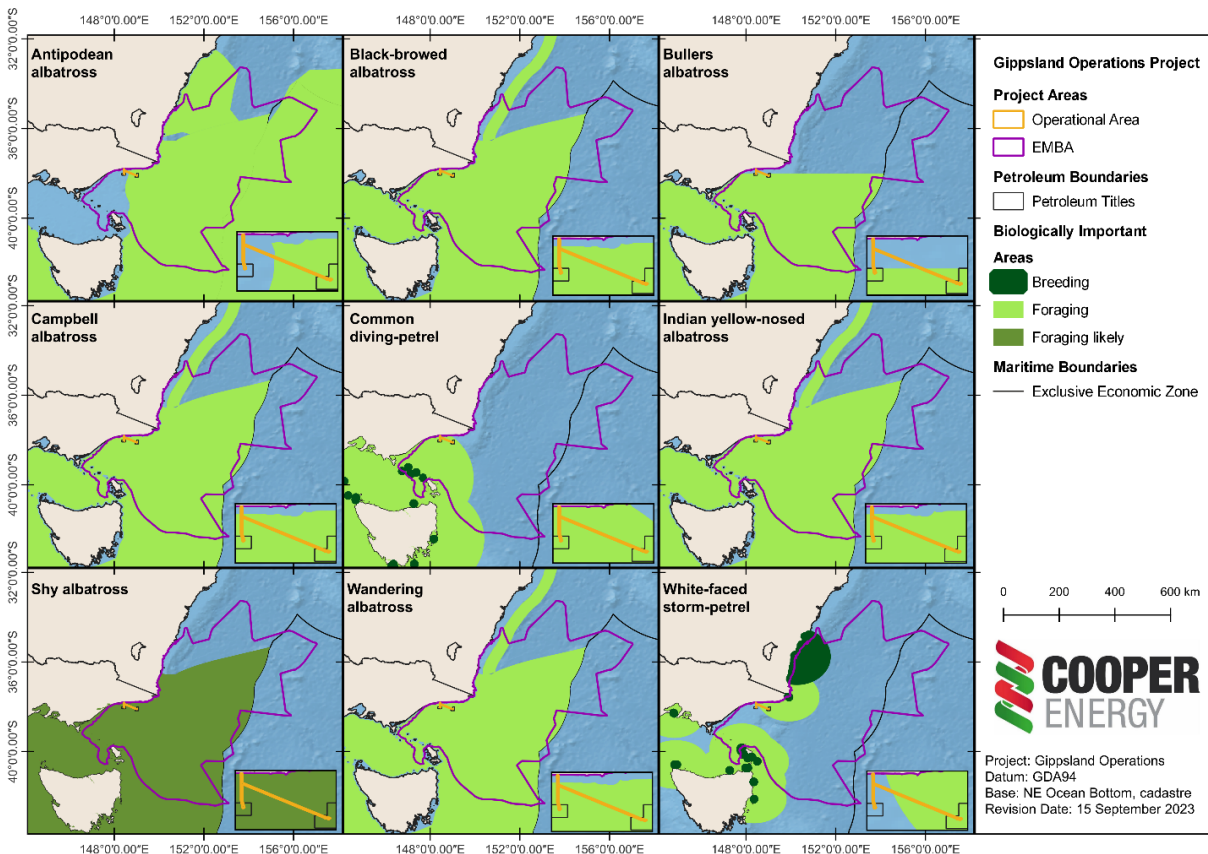 148°0'0.00"E 152°0'0.00"E 156°0'0.00"E 148°0'0.00"E 152°0'0.00"E 156°0'0.00"E 148°0'0.00"E 152°0'0.00"E 156°0'0.00"E
32°0'0.00"S
36°0'0.00"S
40°0'0.00"S
Antipodean
albatross
Black-browed
albatross
Bullers
albatross
32°0'0.00"S
36°0'0.00"S
40°0'0.00"S
Campbell
albatross
Common
diving-petrel
Indian yellow-nosed
albatross
32°0'0.00"S
36°0'0.00"S
40°0'0.00"S
Shy albatross
Wandering
albatross
White-faced
storm-petrel
148°0'0.00"E 152°0'0.00"E 156°0'0.00"E 148°0'0.00"E 152°0'0.00"E 156°0'0.00"E 148°0'0.00"E 152°0'0.00"E 156°0'0.00"E
Gippsland Operations Project
Project Areas
Operational Area
EMBA
Petroleum Boundaries
Petroleum Titles
Biologically Important
Areas
Breeding
Foraging
Foraging likely
Maritime Boundaries
Exclusive Economic Zone
0 200 400 600 km
COOPER
ENERGY
Project: Gippsland Operations
Datum: GDA94
Base: NE Ocean Bottom, cadastre
Revision Date: 15 September 2023